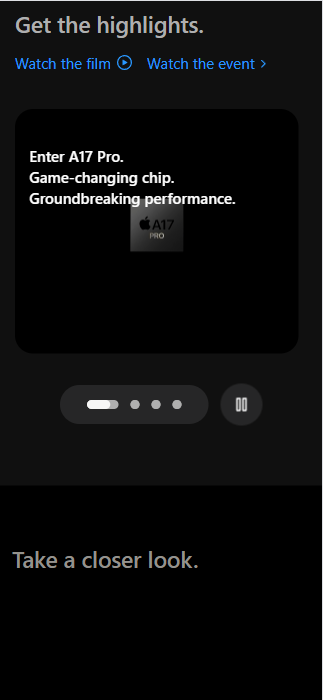 Get the highlights.
Watch the film
Watch the event
Enter A17 Pro.
Game-changing chip.
Groundbreaking performance.
A17
PRO
Take a closer look.